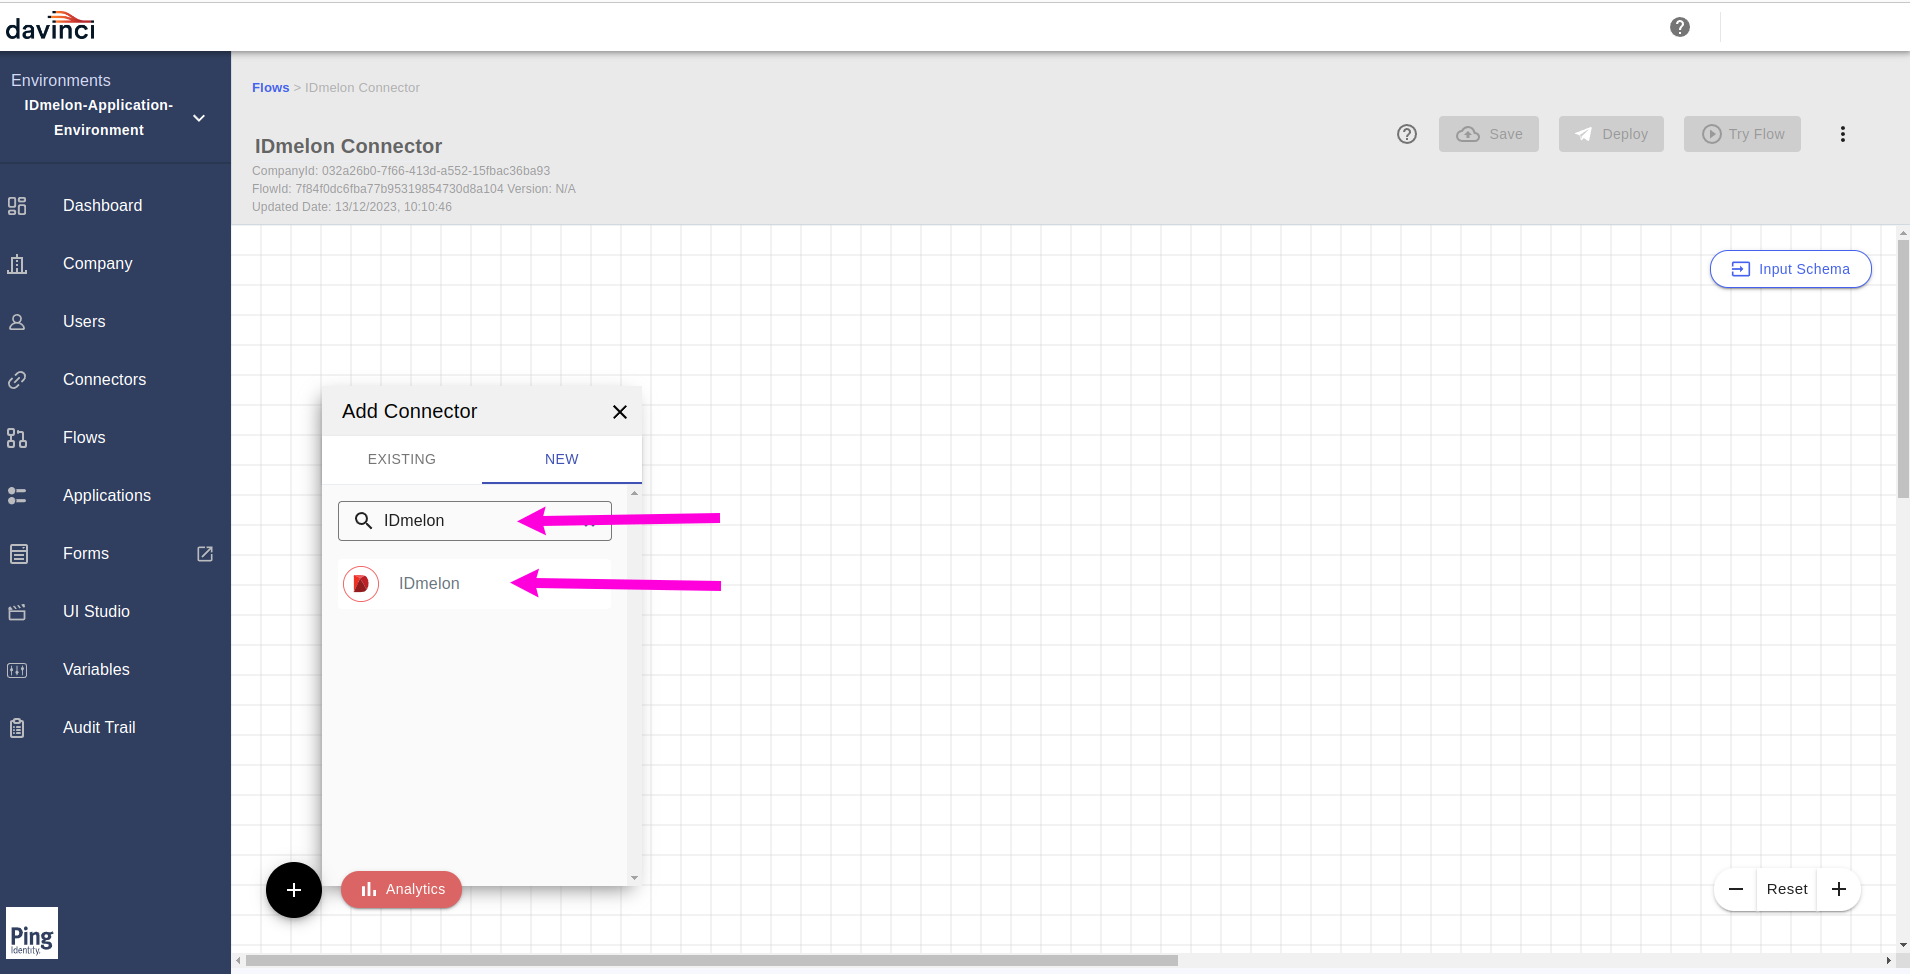 davinci
Environments
IDmelon-Application-
Environment
Dashboard
Company
Users
Connectors
Flows
Applications
Forms
UI Studio
Variables
Audit Trail
Ping
Identity.
Flows > IDmelon Connector
IDmelon Connector
CompanyId: 032a26b0-7f66-413d-a552-15fbac36ba93
FlowId: 7f84f0dc6fba77b95319854730d8a104 Version: N/A
Updated Date: 13/12/2023, 10:10:46
Save
Deploy
Try Flow
Input Schema
Add Connector
EXISTING
NEW
IDmelon
IDmelon
Analytics
Reset